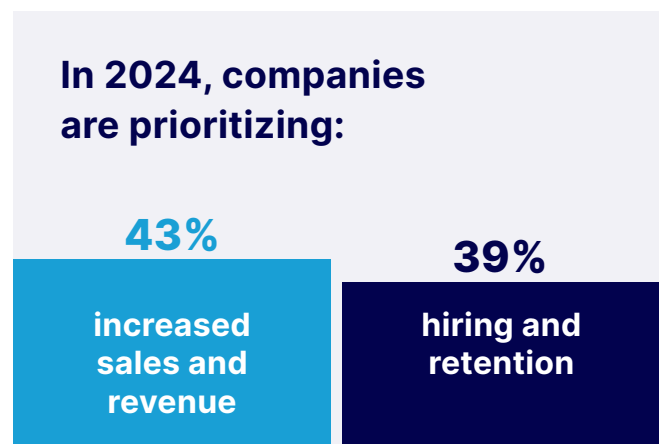 In 2024, companies
are prioritizing:
43%
increased
sales and
revenue
39%
hiring and
retention